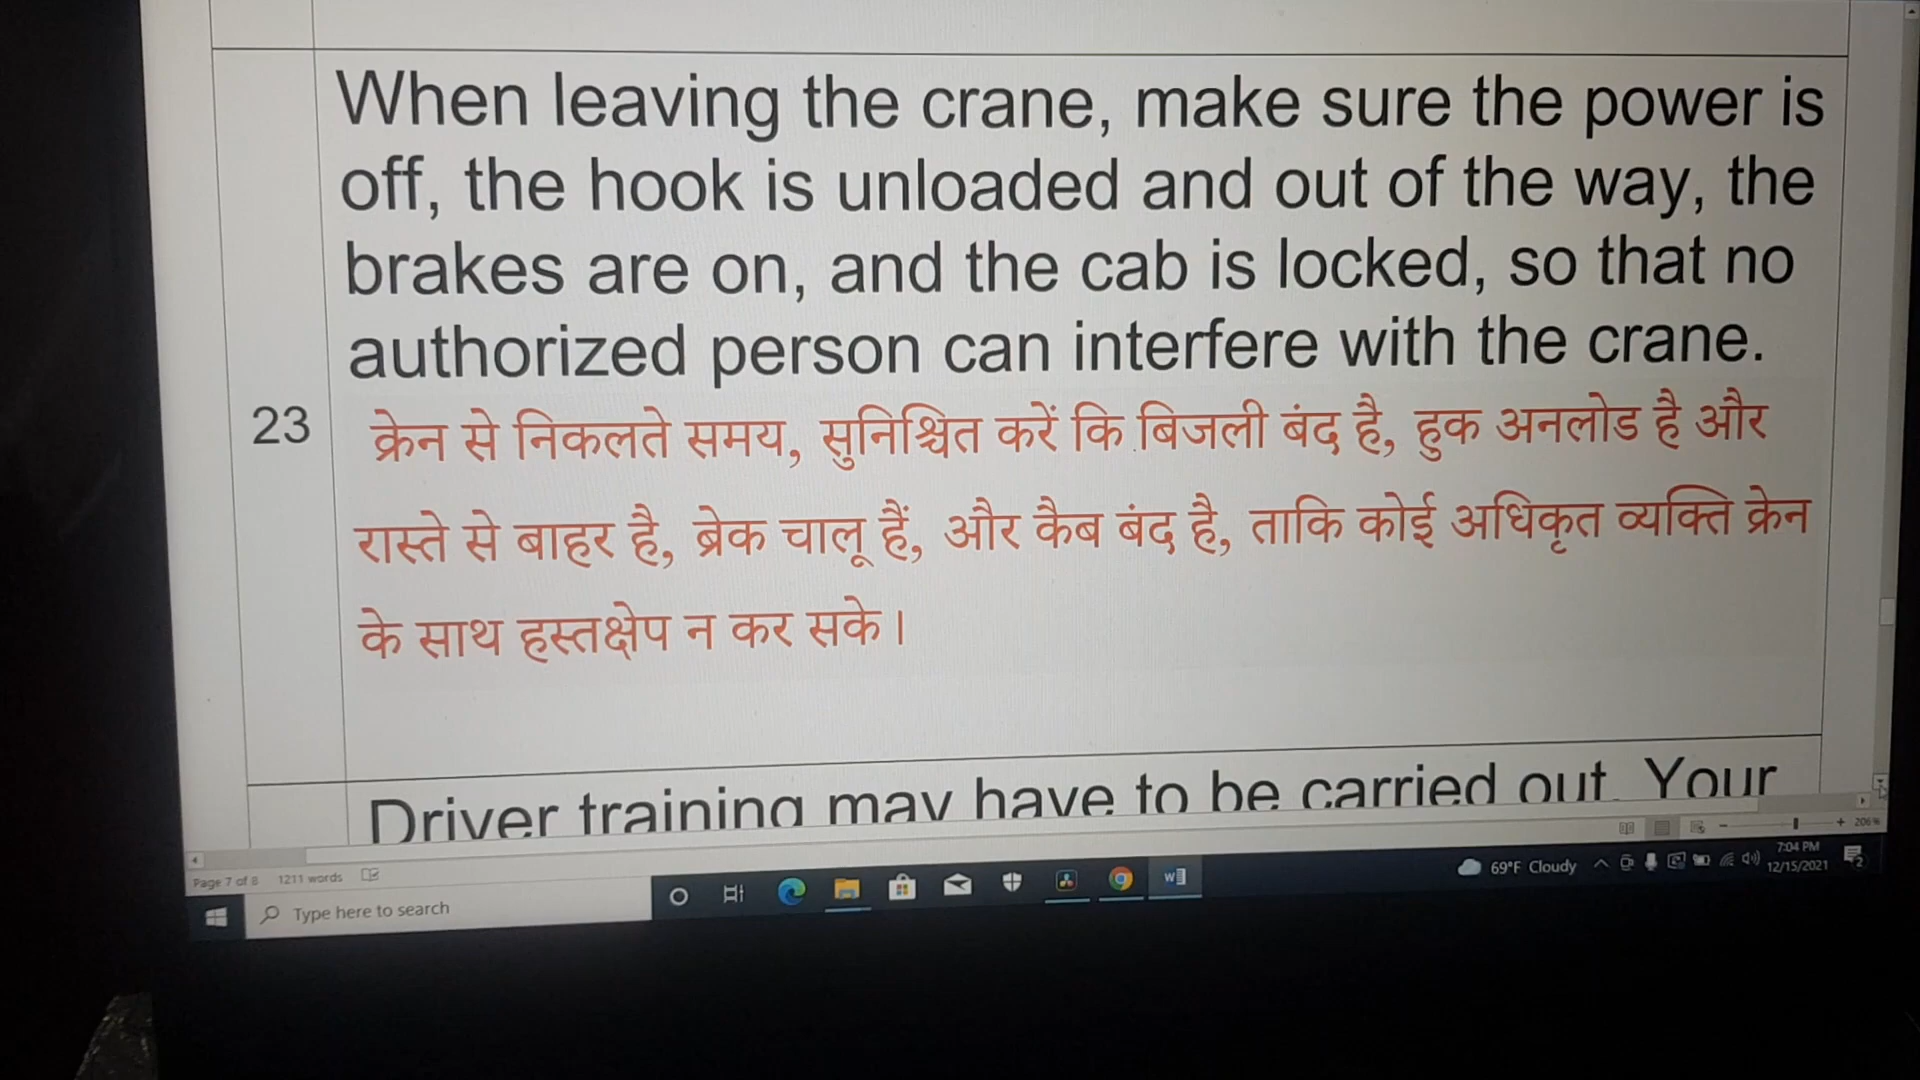 When leaving the crane, make sure the power is
off, the hook is unloaded and out of the way, the
brakes are on, and the cab is locked, so that no
authorized person can interfere with the crane.
23
क्रेन से निकलते समय, सुनिश्चित करें कि बिजली बंद है, हुक अनलोड है और
रास्ते से बाहर है, ब्रेक चालू हैं, और कैब बंद है, ताकि कोई अधिकृत व्यक्ति क्रेन
के साथ हस्तक्षेप न कर सके।
Driver training may have to be carried out. Your
206%
Page 7 of 8 1211 words
Type here to search
69°F Cloudy
7:04 PM
12/15/2021
2